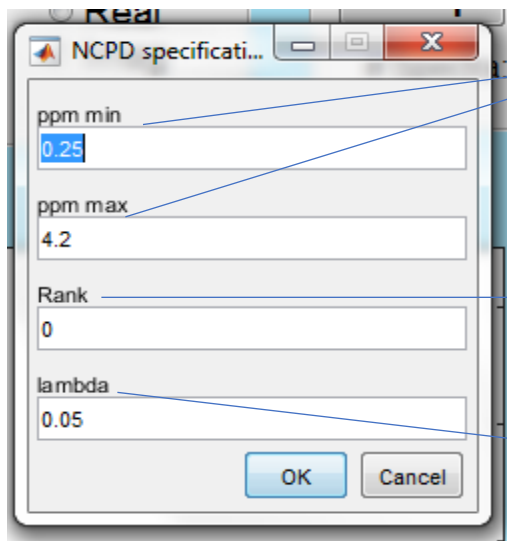 Real
NCPD specificati...
ppm min
0.25
ppm max
4.2
Rank
0
lambda
0.05
OK
Cancel